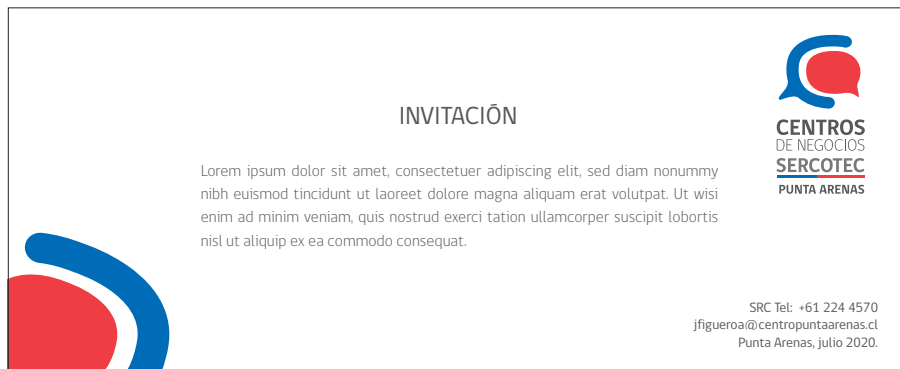 INVITACIÓN
Lorem ipsum dolor sit amet, consectetuer adipiscing elit, sed diam nonummy
nibh euismod tincidunt ut laoreet dolore magna aliquam erat volutpat. Ut wisi
enim ad minim veniam, quis nostrud exerci tation ullamcorper suscipit lobortis
nisl ut aliquip ex ea commodo consequat.
CENTROS
DE NEGOCIOS
SERCOTEC
PUNTA ARENAS
SRC Tel: +61 224 4570
jfigueroa@centropuntaarenas.cl
Punta Arenas, julio 2020.